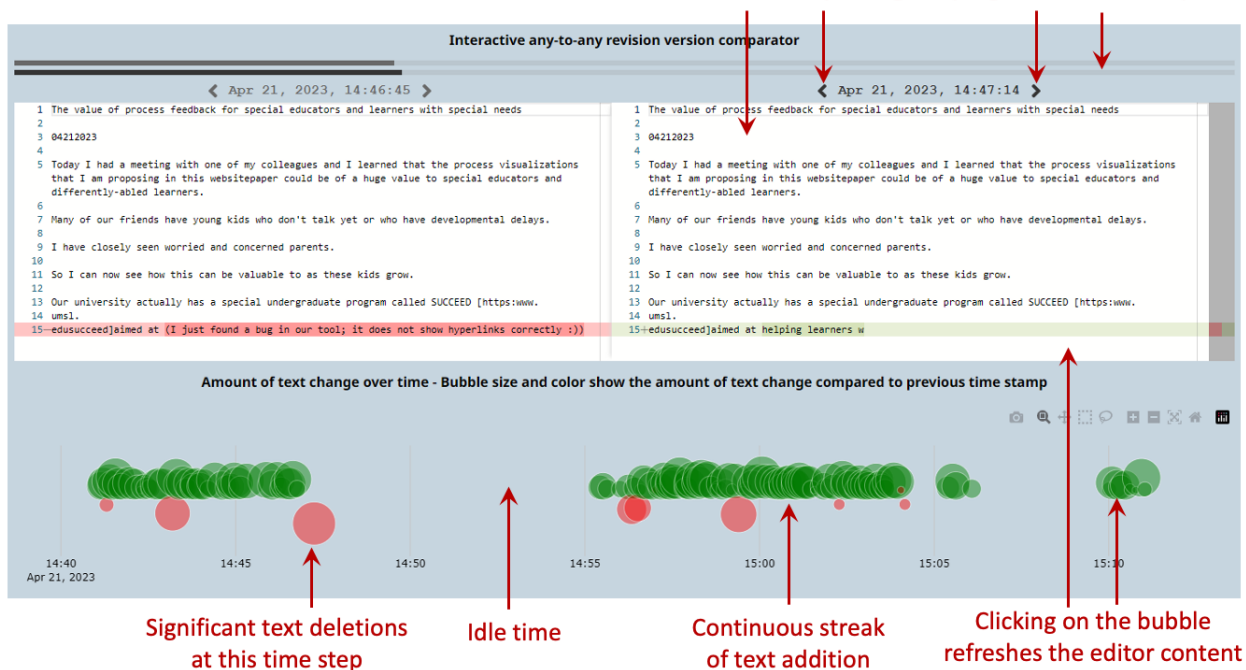 Interactive any-to-any revision version comparator
Apr 21, 2023, 14:46:45
1 The value of process feedback for special educators and learners with special needs
2
3 04212023
4
5 Today I had a meeting with one of my colleagues and I learned that the process visualizations
that I am proposing in this websitepaper could be of a huge value to special educators and
differently-abled learners.
6
7 Many of our friends have young kids who don't talk yet or who have developmental delays.
8
9 I have closely seen worried and concerned parents.
10
11 So I can now see how this can be valuable to as these kids grow.
12
13 Our university actually has a special undergraduate program called SUCCEED [https:www.
14 umsl.
15—edusucceed]aimed at (I just found a bug in our tool; it does not show hyperlinks correctly :))
Apr 21, 2023, 14:47:14
1 The value of process feedback for special educators and learners with special needs
2
3 04212023
4
5 Today I had a meeting with one of my colleagues and I learned that the process visualizations
that I am proposing in this websitepaper could be of a huge value to special educators and
differently-abled learners.
6
7 Many of our friends have young kids who don't talk yet or who have developmental delays.
8
9 I have closely seen worried and concerned parents.
10
11 So I can now see how this can be valuable to as these kids grow.
12
13 Our university actually has a special undergraduate program called SUCCEED [https:www.
14 umsl.
15+edusucceed]aimed at helping learners w
Amount of text change over time - Bubble size and color show the amount of text change compared to previous time stamp
14:40 14:45 14:50 14:55 15:00 15:05 15:10
Apr 21, 2023
Significant text deletions
at this time step
Idle time
Continuous streak
of text addition
Clicking on the bubble
refreshes the editor content